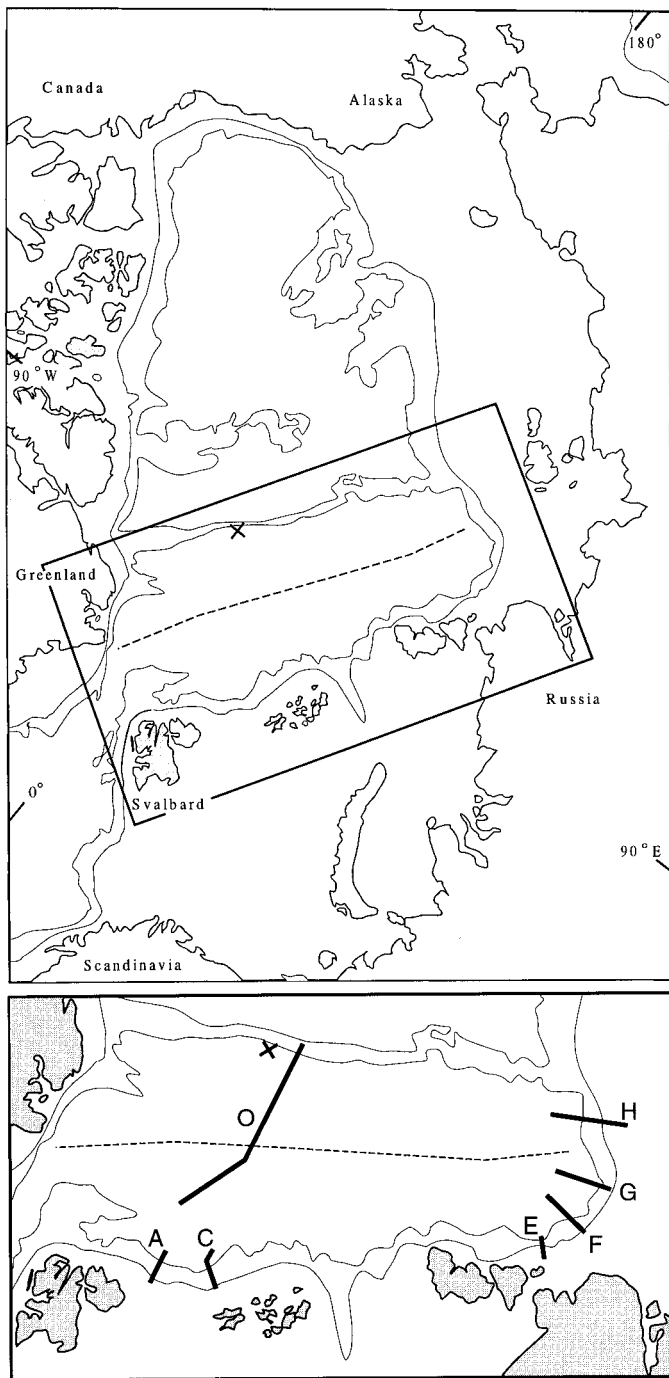 180°
Canada
Alaska
90°W
Greenland
Russia
0°
Svalbard
90°E
Scandinavia
O
H
G
A
C
E
F